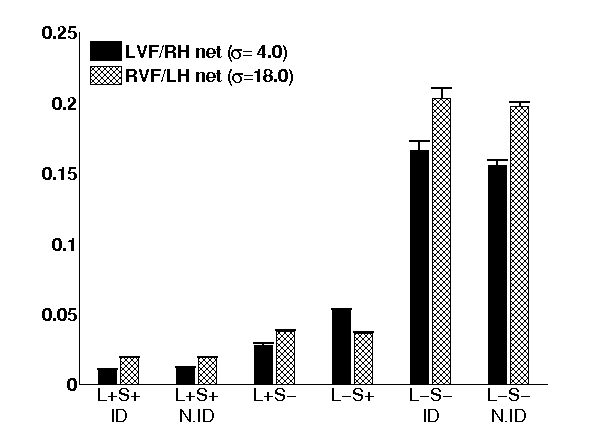 0.25
LVF/RH net (σ= 4.0)
RVF/LH net (σ=18.0)
0.2
0.15
0.1
0.05
0
L+S+ L+S+ L+S− L−S+ L−S− L−S−
ID N.ID ID N.ID